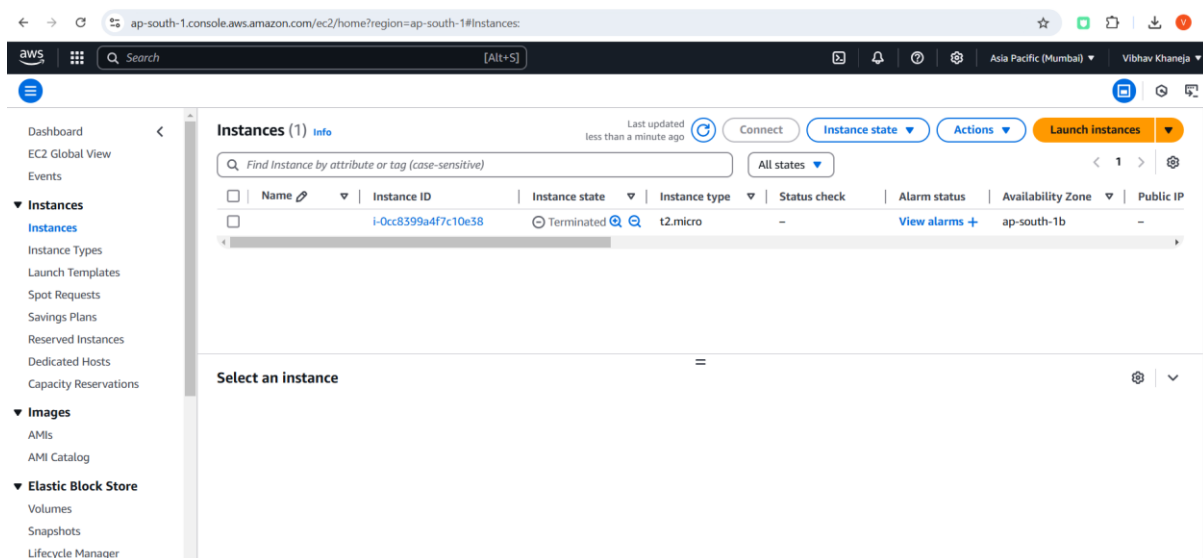 ap-south-1.console.aws.amazon.com/ec2/home?region=ap-south-1#Instances:
V
aws
Search
[Alt+S]
Asia Pacific (Mumbai)
Vibhav Khaneja
Dashboard
EC2 Global View
Events
Instances
Instances
Instance Types
Launch Templates
Spot Requests
Savings Plans
Reserved Instances
Dedicated Hosts
Capacity Reservations
Images
AMIs
AMI Catalog
Elastic Block Store
Volumes
Snapshots
Lifecycle Manager
Instances (1) Info
Last updated
less than a minute ago
Connect
Instance state
Actions
Launch instances
Find Instance by attribute or tag (case-sensitive)
All states
1
Name Instance ID Instance state Instance type Status check Alarm status Availability Zone Public IP
i-0cc8399a4f7c10e38 Terminated t2.micro – View alarms + ap-south-1b –
Select an instance